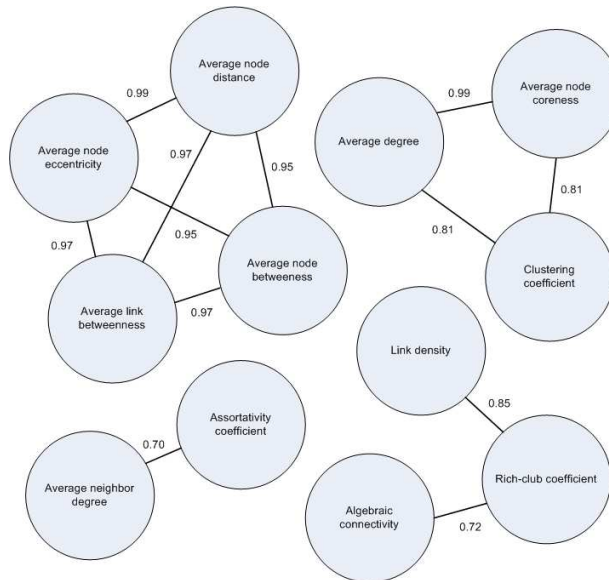 Average node
distance
0.99
Average node
eccentricity
0.97
0.95
0.97
0.95
Average node
betweeness
Average link
betweenness
0.97
0.99
Average node
coreness
Average degree
0.81
0.81
Clustering
coefficient
Link density
0.85
Assortativity
coefficient
0.70
Average neighbor
degree
Rich-club coefficient
Algebraic
connectivity
0.72